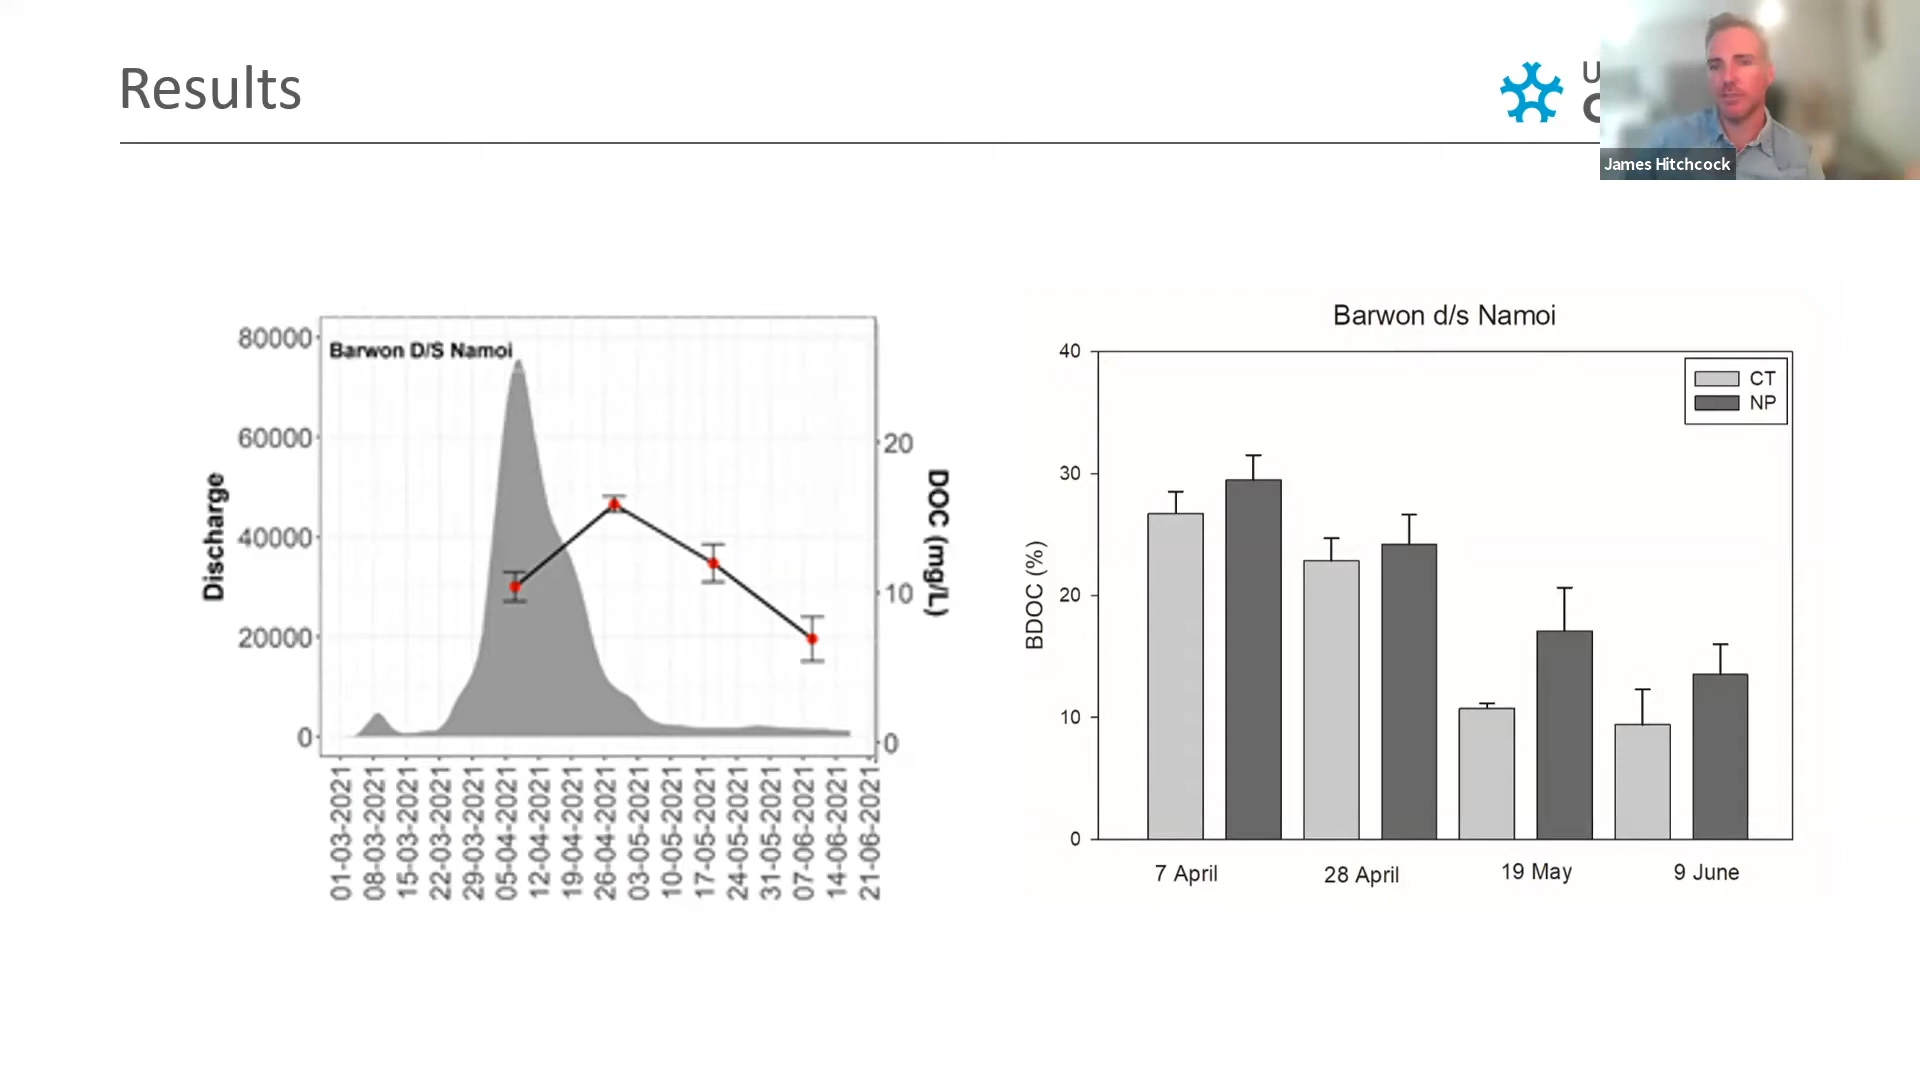 Results
U
C
James Hitchcock
Barwon D/S Namoi
80000
60000
40000
20000
0
Discharge
20
10
0
DOC (mg/L)
01-03-2021
08-03-2021
15-03-2021
22-03-2021
29-03-2021
05-04-2021
12-04-2021
19-04-2021
26-04-2021
03-05-2021
10-05-2021
17-05-2021
24-05-2021
31-05-2021
07-06-2021
14-06-2021
21-06-2021
Barwon d/s Namoi
40
30
20
10
0
BDOC (%)
CT
NP
7 April
28 April
19 May
9 June